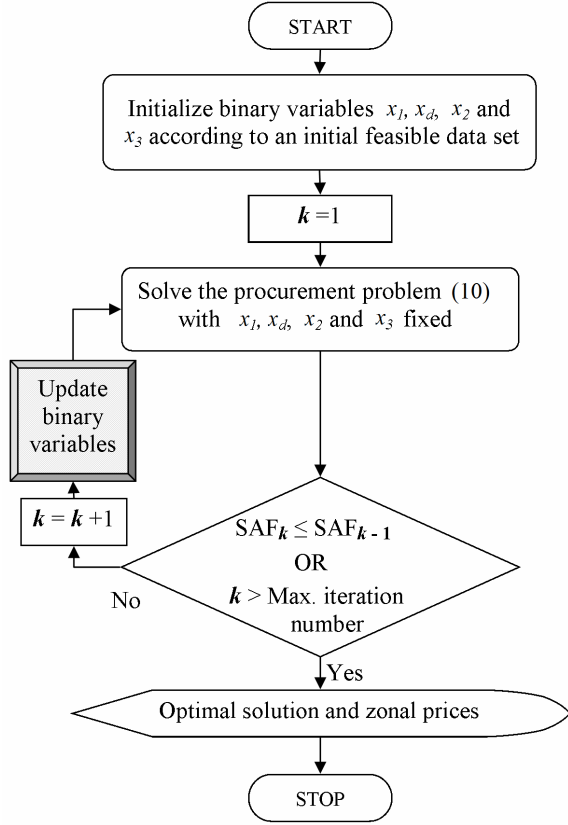 START
Initialize binary variables x1, xd, x2 and
x3 according to an initial feasible data set
k =1
Solve the procurement problem (10)
with x1, xd, x2 and x3 fixed
Update
binary
variables
k = k +1
SAFk ≤ SAFk - 1
OR
k > Max. iteration
number
No
Yes
Optimal solution and zonal prices
STOP